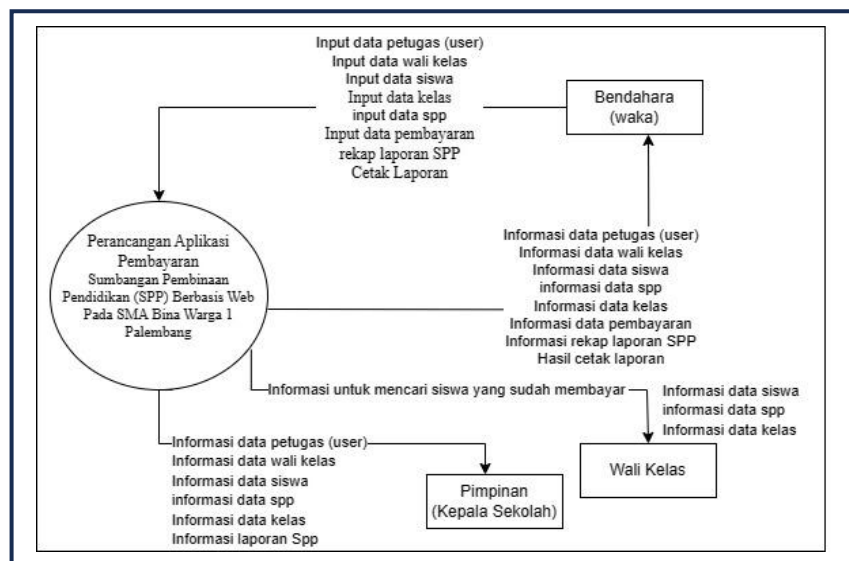 Input data petugas (user)
Input data wali kelas
Input data siswa
Input data kelas
input data spp
Input data pembayaran
rekap laporan SPP
Cetak Laporan
Bendahara
(waka)
Perancangan Aplikasi
Pembayaran
Sumbangan Pembinaan
Pendidikan (SPP) Berbasis Web
Pada SMA Bina Warga 1
Palembang
Informasi data petugas (user)
Informasi data wali kelas
Informasi data siswa
informasi data spp
Informasi data kelas
Informasi data pembayaran
Informasi rekap laporan SPP
Hasil cetak laporan
Informasi untuk mencari siswa yang sudah membayar
Informasi data siswa
informasi data spp
Informasi data kelas
Wali Kelas
Informasi data petugas (user)
Informasi data wali kelas
Informasi data siswa
informasi data spp
Informasi data kelas
Informasi laporan Spp
Pimpinan
(Kepala Sekolah)